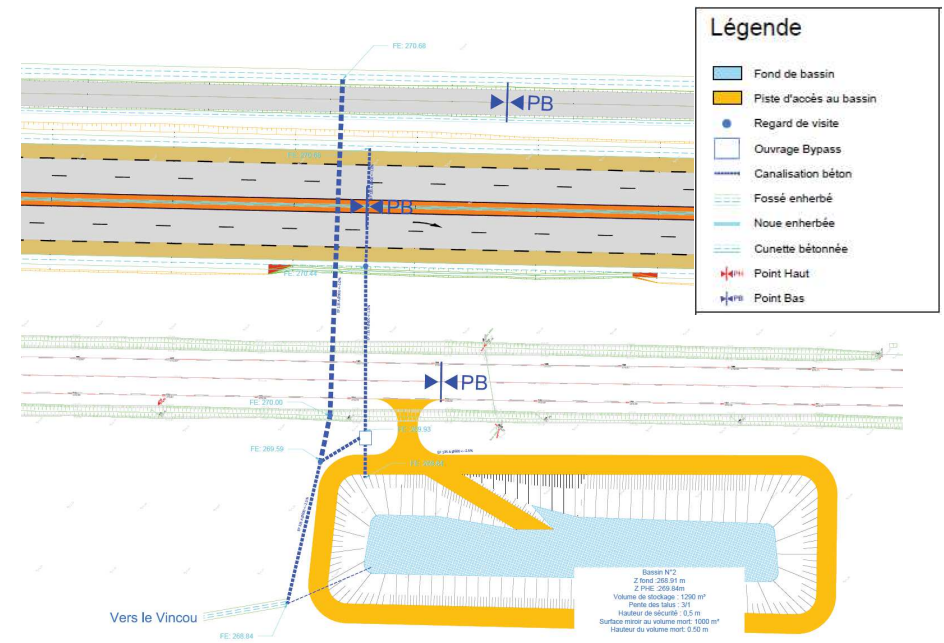 Légende
Fond de bassin
Piste d'accès au bassin
Regard de visite
Ouvrage Bypass
Canalisation béton
Fossé enherbé
Noue enherbée
Cunette bétonnée
PH Point Haut
PB Point Bas
FE: 270.68
PB
PB
FE: 270.44
PB
FE: 270.00
FE: 269.59
Bassin N°2
Z fond :268.91 m
Z PHE :269.84m
Volume de stockage : 1290 m³
Pente des talus : 3/1
Hauteur de sécurité : 0,5 m
Surface miroir au volume mort: 1000 m²
Hauteur du volume mort: 0.50 m
Vers le Vincou
FE: 268.84